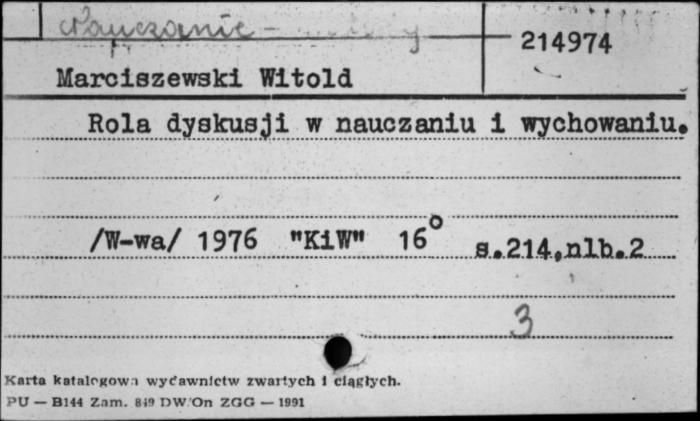 Nauczanie -
214974
Marciszewski Witold
Rola dyskusji w nauczaniu i wychowaniu.
/W-wa/ 1976 "KiW" 16° s.214,nlb.2
3
Karta katalogowa wydawnictw zwartych i ciągłych.
PU — B144 Zam. 849 DW/On ZGG — 1991